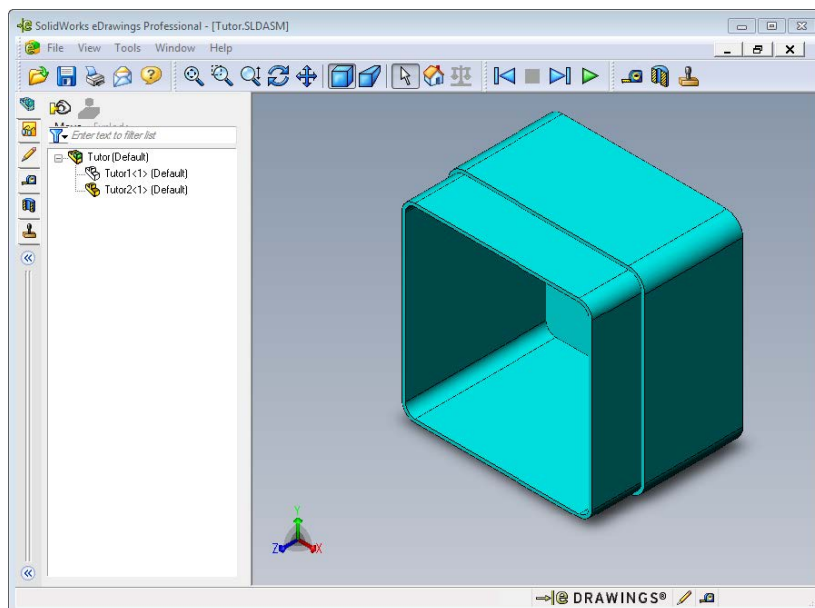 SolidWorks eDrawings Professional - [Tutor.SLDASM]
File View Tools Window Help
Enter text to filter list
Tutor (Default)
Tutor1<1> (Default)
Tutor2<1> (Default)
Y
Z X
DRAWINGS®